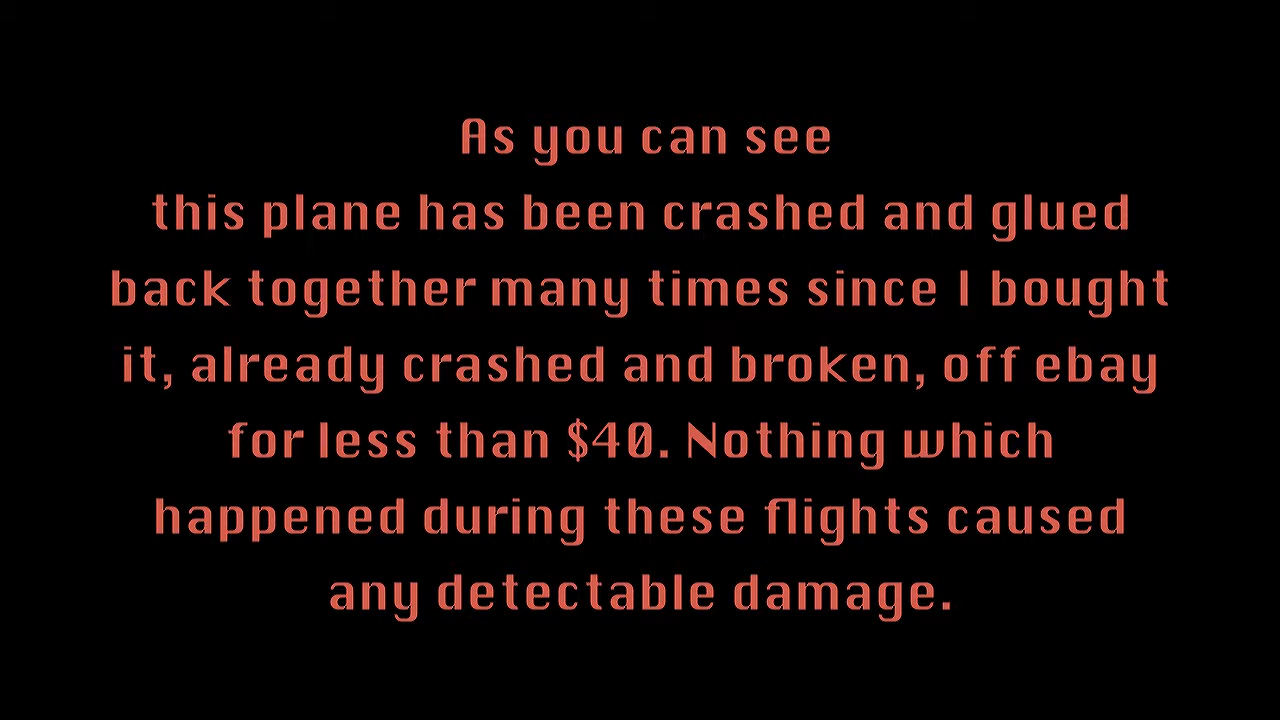 As you can see
this plane has been crashed and glued
back together many times since I bought
it, already crashed and broken, off ebay
for less than $40. Nothing which
happened during these flights caused
any detectable damage.